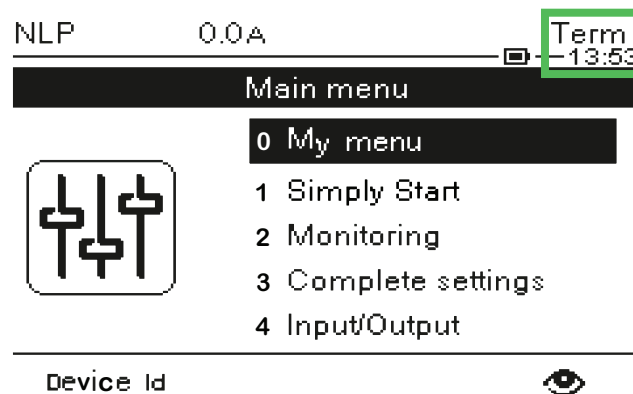 NLP 0.0A Term
13:53
Main menu
0 My menu
1 Simply Start
2 Monitoring
3 Complete settings
4 Input/Output
Device Id